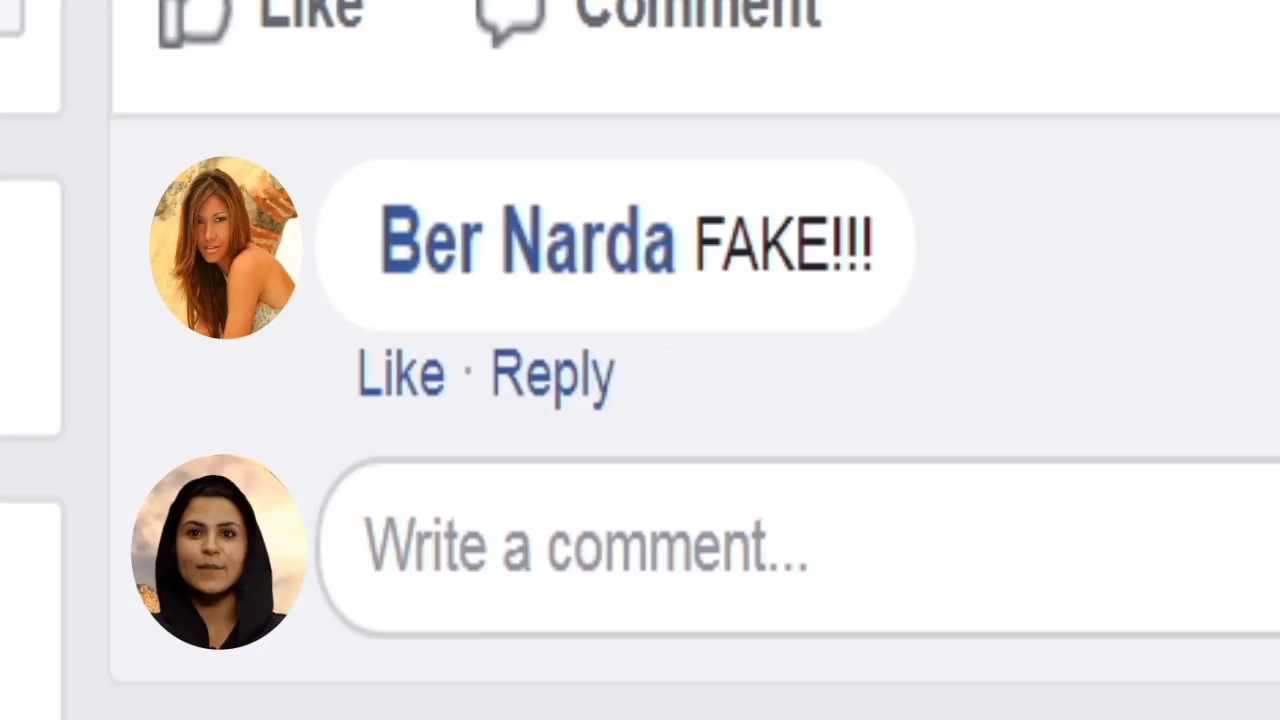 Like Comment
Ber Narda FAKE!!!
Like · Reply
Write a comment...